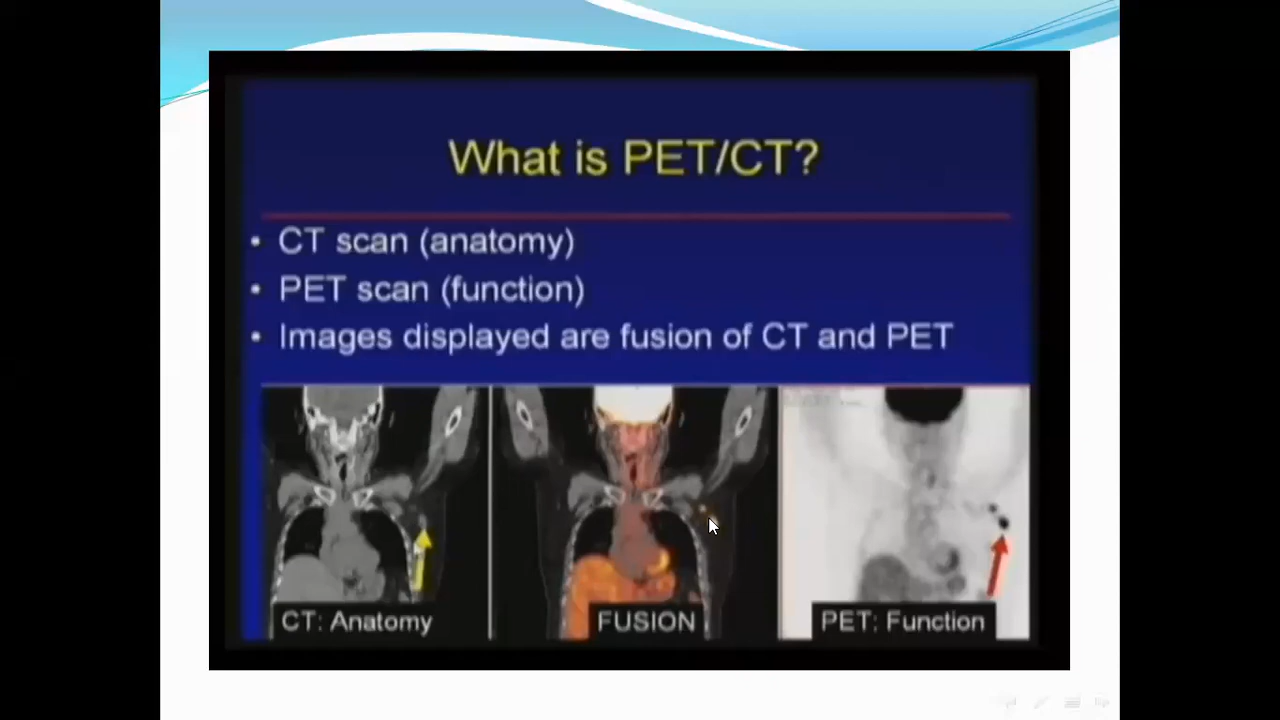 What is PET/CT?
• CT scan (anatomy)
• PET scan (function)
• Images displayed are fusion of CT and PET
CT: Anatomy
FUSION
PET: Function